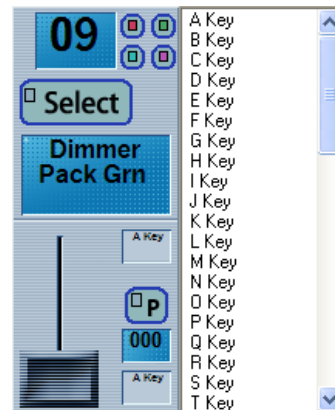 09
Select
Dimmer
Pack Grn
A Key
P
000
A Key
A Key
B Key
C Key
D Key
E Key
F Key
G Key
H Key
I Key
J Key
K Key
L Key
M Key
N Key
O Key
P Key
Q Key
R Key
S Key
T Key